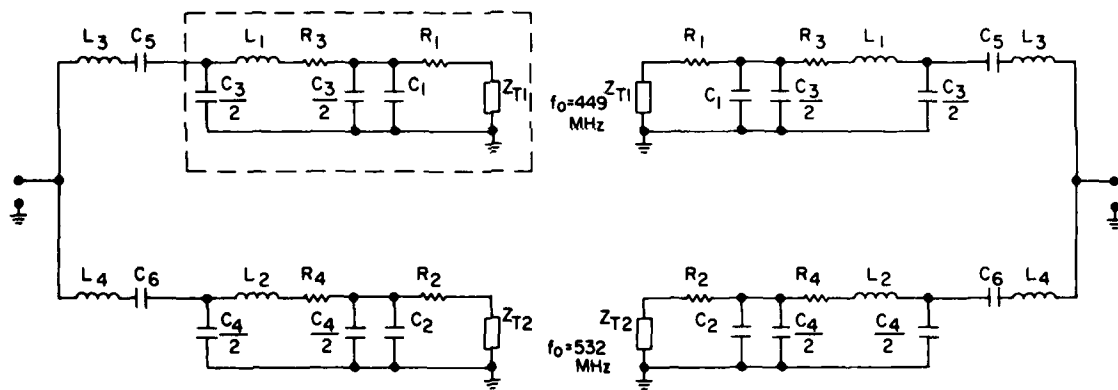 L3 C5 L1 R3 R1
C3/2 C3/2 C1 ZT1
R1 R3 L1 C5 L3
ZT1 C1 C3/2 C3/2
fo=449
MHz
L4 C6 L2 R4 R2
C4/2 C4/2 C2 ZT2
R2 R4 L2 C6 L4
ZT2 C2 C4/2 C4/2
fo=532
MHz